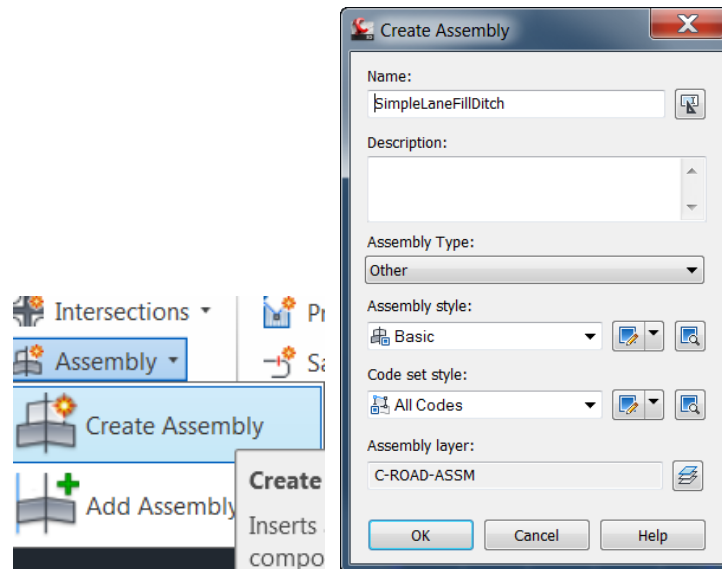 Intersections
Assembly
Create Assembly
Add Assembly
Create
Inserts
compo
Create Assembly
Name:
SimpleLaneFillDitch
Description:
Assembly Type:
Other
Assembly style:
Basic
Code set style:
All Codes
Assembly layer:
C-ROAD-ASSM
OK
Cancel
Help